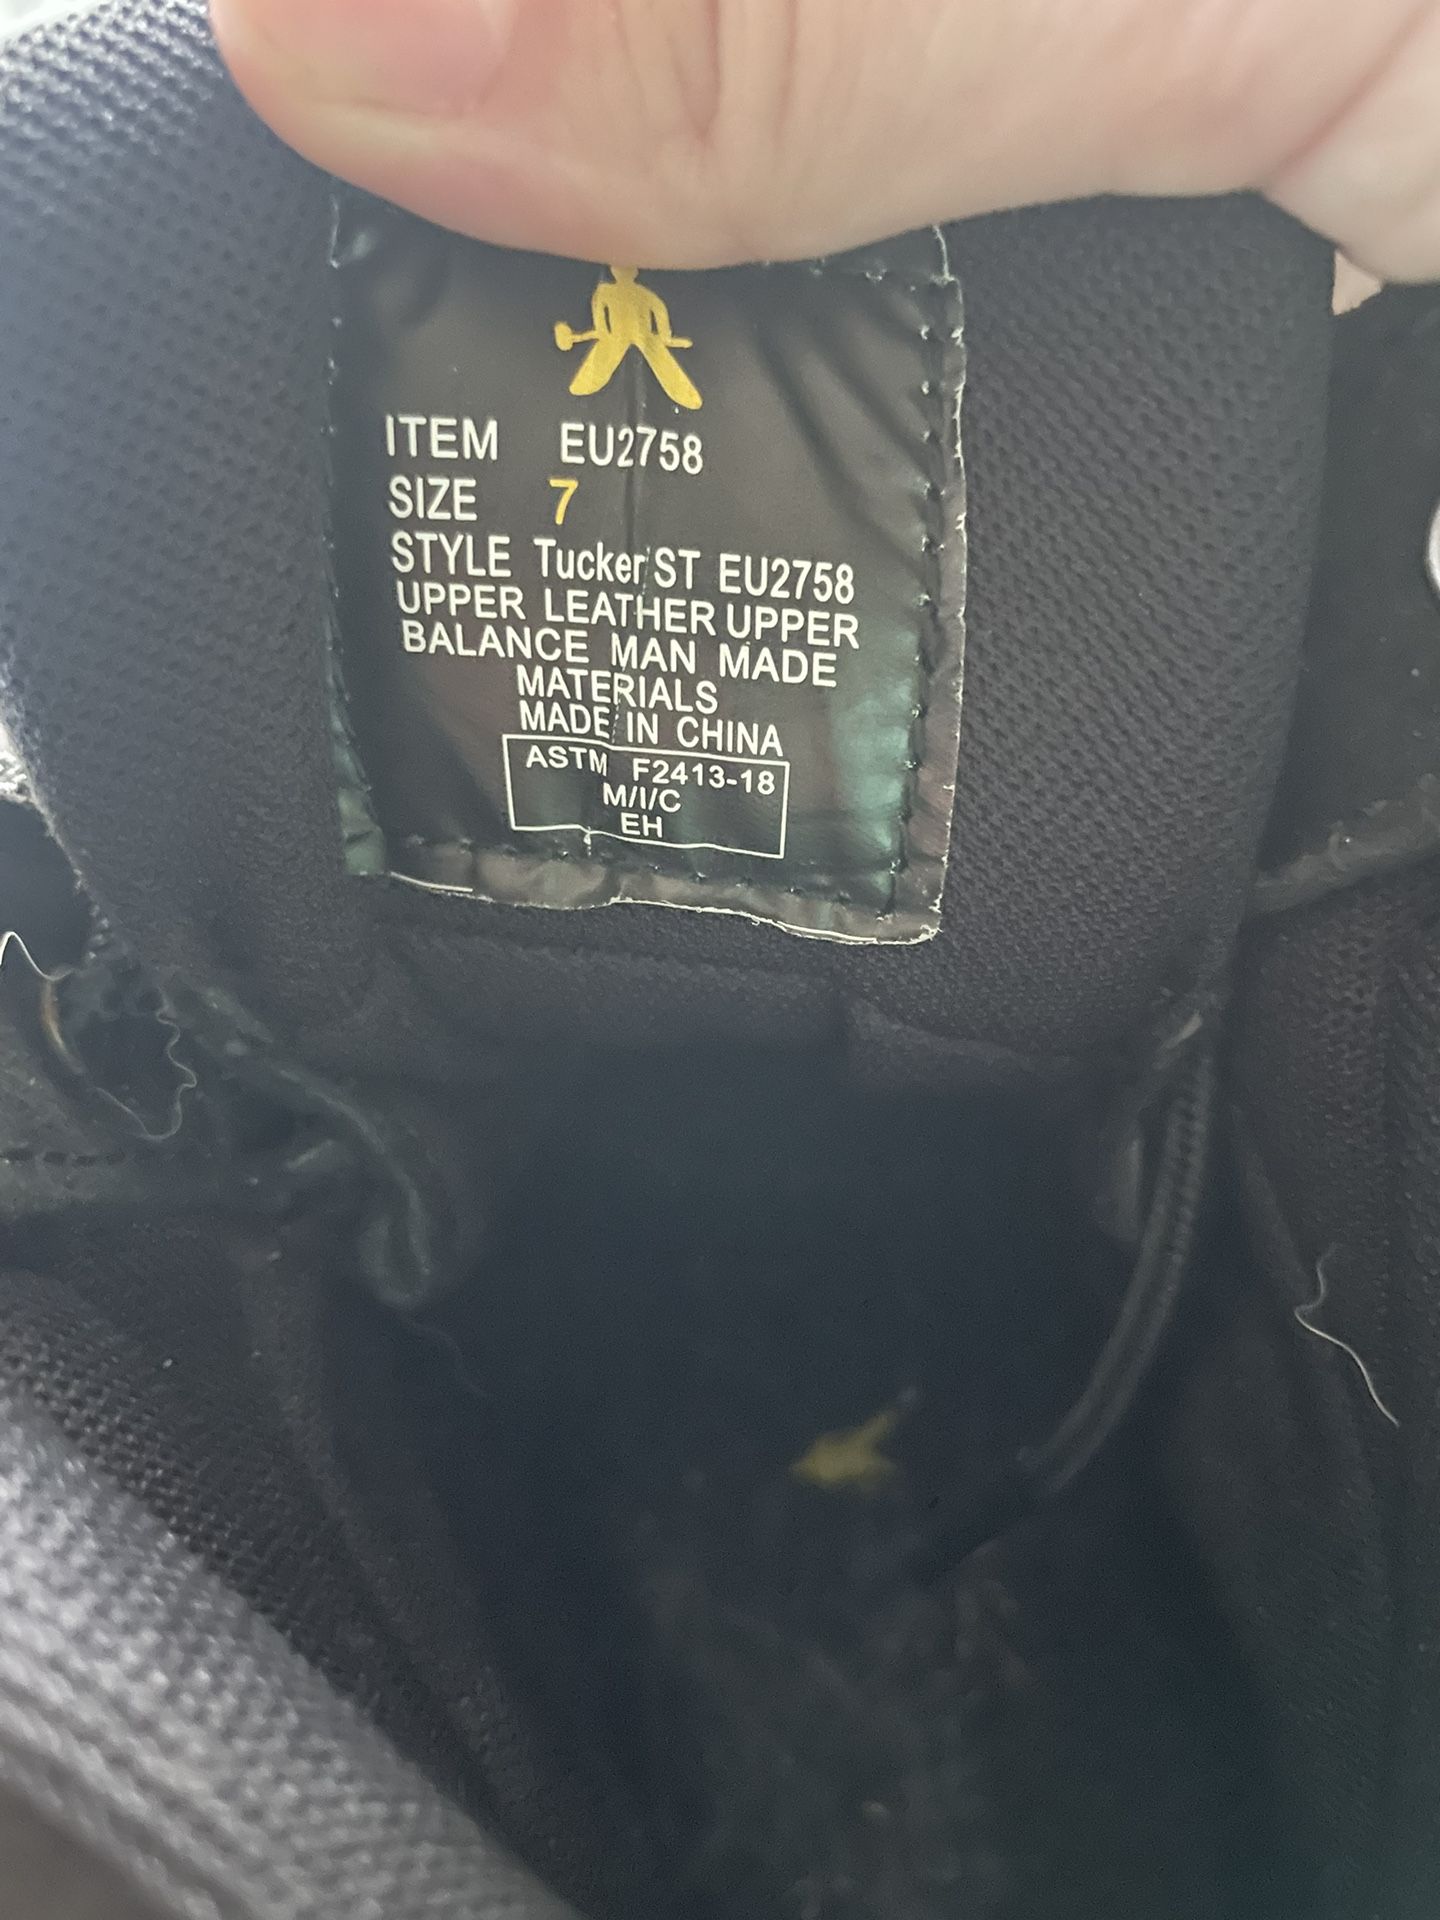 ITEM EU2758
SIZE 7
STYLE Tucker ST EU2758
UPPER LEATHER UPPER
BALANCE MAN MADE
MATERIALS
MADE IN CHINA
ASTM F2413-18
M/I/C
EH